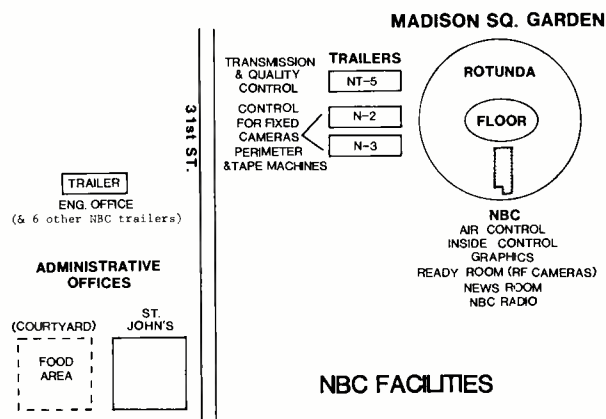 MADISON SQ. GARDEN
TRANSMISSION
& QUALITY
CONTROL
TRAILERS
NT-5
CONTROL
FOR FIXED
CAMERAS
PERIMETER
& TAPE MACHINES
N-2
N-3
ROTUNDA
FLOOR
31st ST.
TRAILER
ENG. OFFICE
(& 6 other NBC trailers)
NBC
AIR CONTROL
INSIDE CONTROL
GRAPHICS
READY ROOM (RF CAMERAS)
NEWS ROOM
NBC RADIO
ADMINISTRATIVE
OFFICES
(COURTYARD)
FOOD
AREA
ST.
JOHN'S
NBC FACILITIES